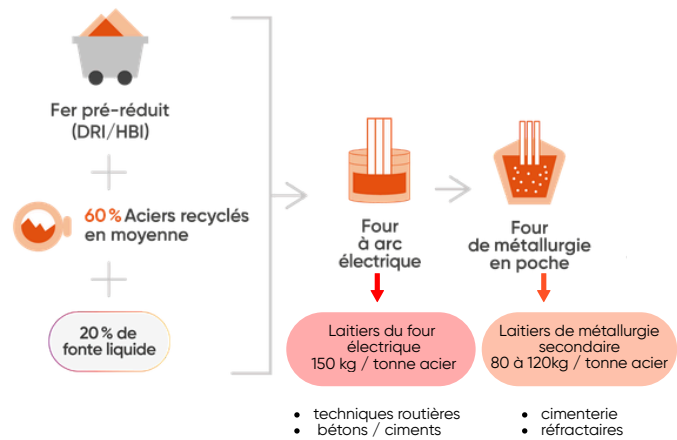 Fer pré-réduit
(DRI/HBI)
60% Aciers recyclés
en moyenne
20% de
fonte liquide
Four
à arc
électrique
Four
de métallurgie
en poche
Laitiers du four
électrique
150 kg / tonne acier
Laitiers de métallurgie
secondaire
80 à 120kg / tonne acier
• techniques routières
• bétons / ciments
• cimenterie
• réfractaires